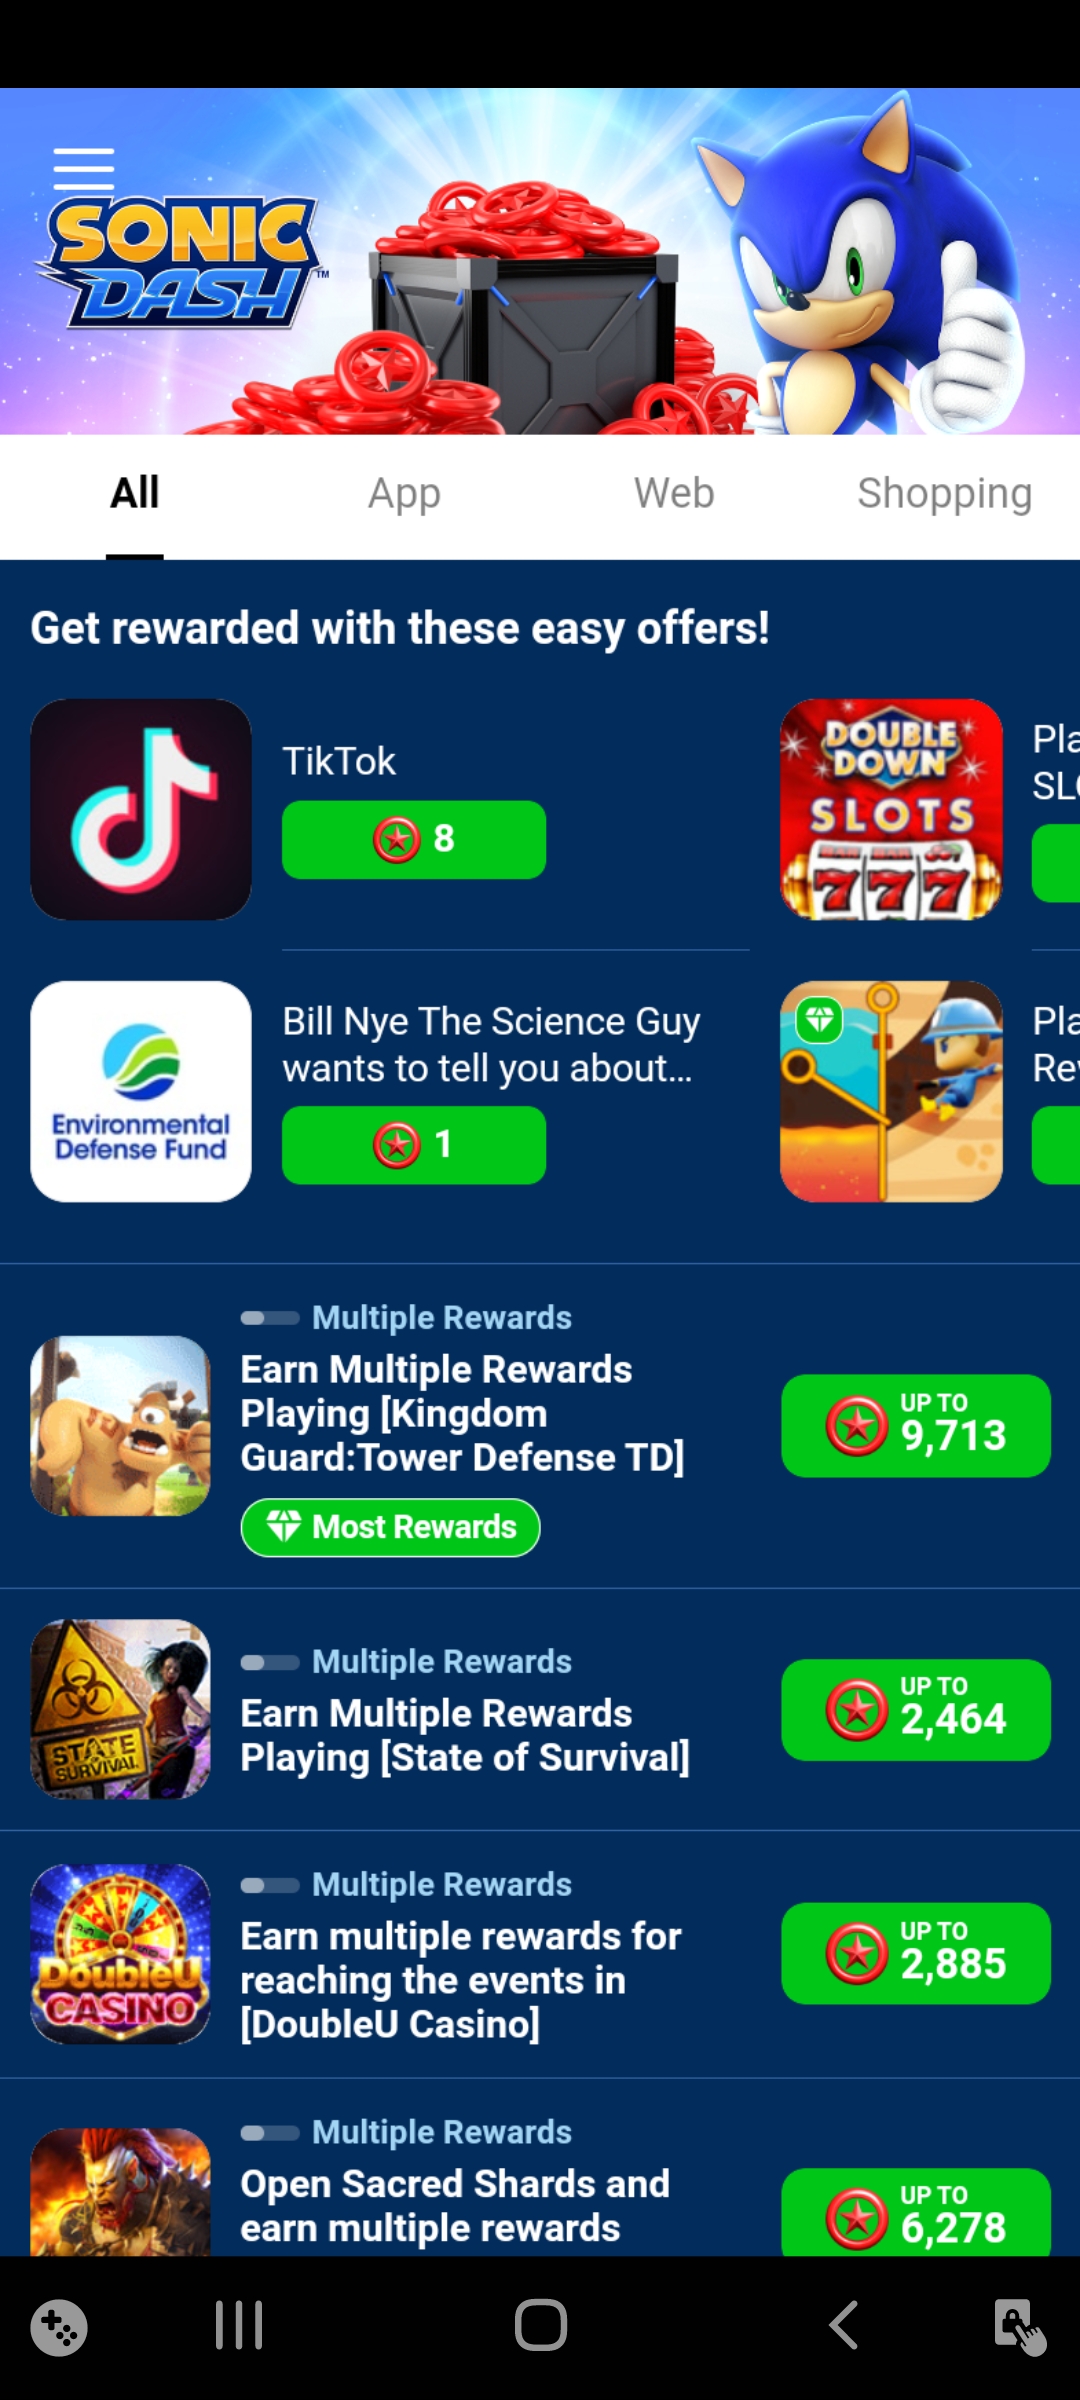 SONIC
DASH™
All
App
Web
Shopping
Get rewarded with these easy offers!
TikTok
8
DOUBLE
DOWN
SLOTS
777
Pla
SL
Environmental
Defense Fund
Bill Nye The Science Guy
wants to tell you about...
1
Pla
Re
Multiple Rewards
Earn Multiple Rewards
Playing [Kingdom
Guard:Tower Defense TD]
Most Rewards
UP TO
9,713
STATE
SURVIVAL
Multiple Rewards
Earn Multiple Rewards
Playing [State of Survival]
UP TO
2,464
DoubleU
CASINO
Multiple Rewards
Earn multiple rewards for
reaching the events in
[DoubleU Casino]
UP TO
2,885
Multiple Rewards
Open Sacred Shards and
earn multiple rewards
UP TO
6,278